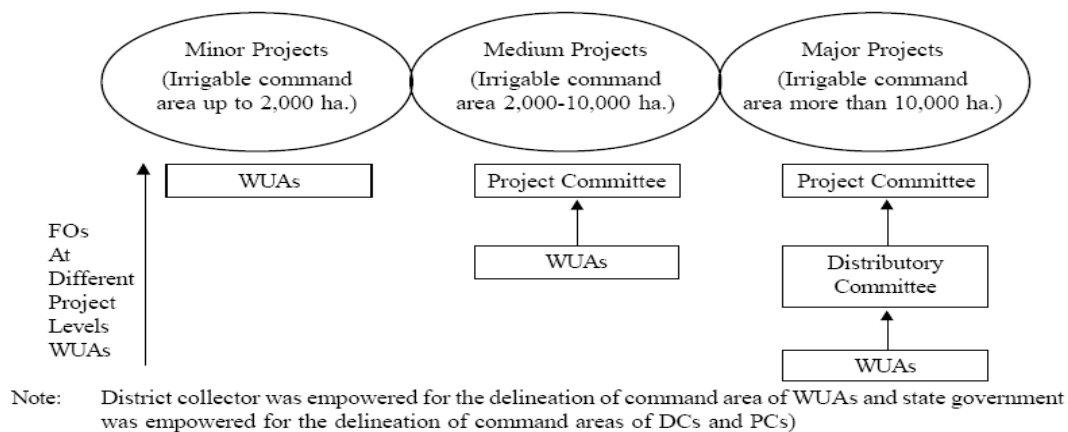 Minor Projects
(Irrigable command
area up to 2,000 ha.)
Medium Projects
(Irrigable command
area 2,000-10,000 ha.)
Major Projects
(Irrigable command
area more than 10,000 ha.)
WUAs
Project Committee
Project Committee
FOs
At
Different
Project
Levels
WUAs
WUAs
Distributory
Committee
WUAs
Note: District collector was empowered for the delineation of command area of WUAs and state government
was empowered for the delineation of command areas of DCs and PCs)